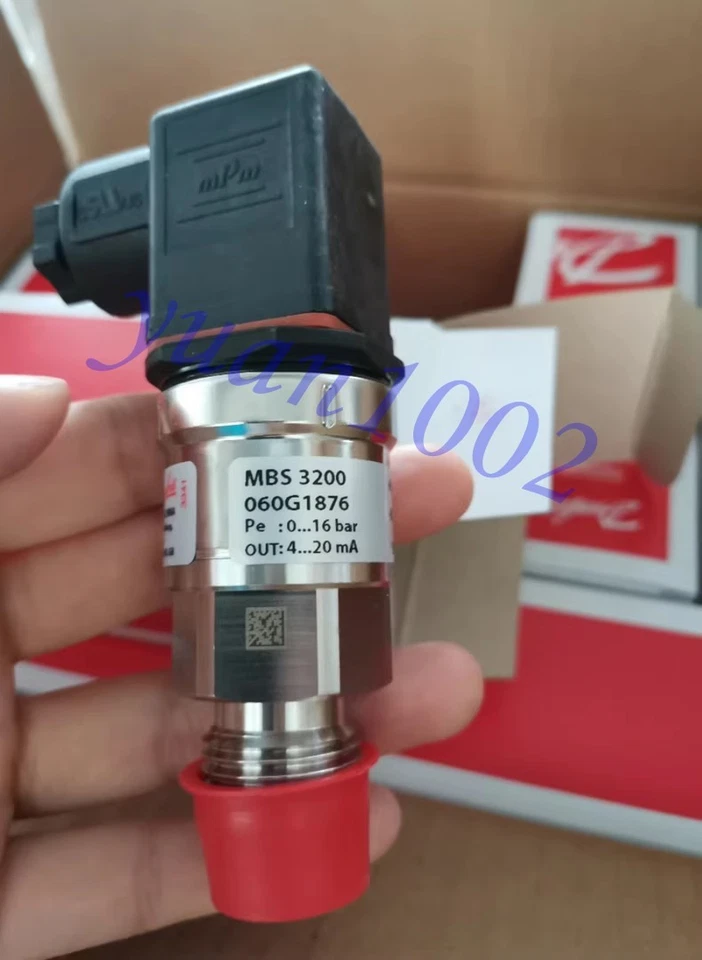 mPm
yuan1002
MBS 3200
060G1876
Pe : 0...16 bar
OUT: 4...20 mA